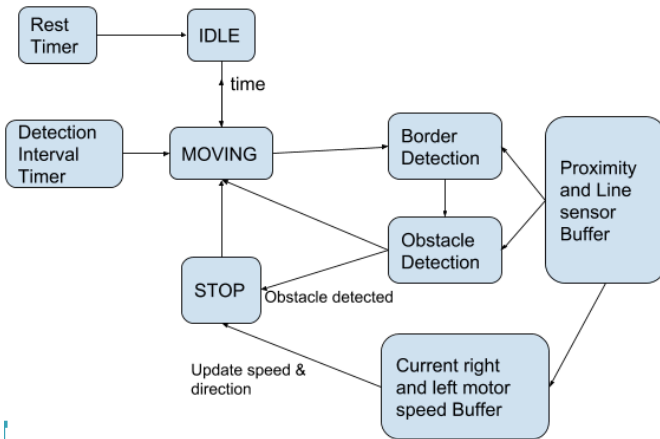 Rest
Timer
IDLE
time
Detection
Interval
Timer
MOVING
Border
Detection
Proximity
and Line
sensor
Buffer
Obstacle
Detection
STOP
Obstacle detected
Update speed &
direction
Current right
and left motor
speed Buffer